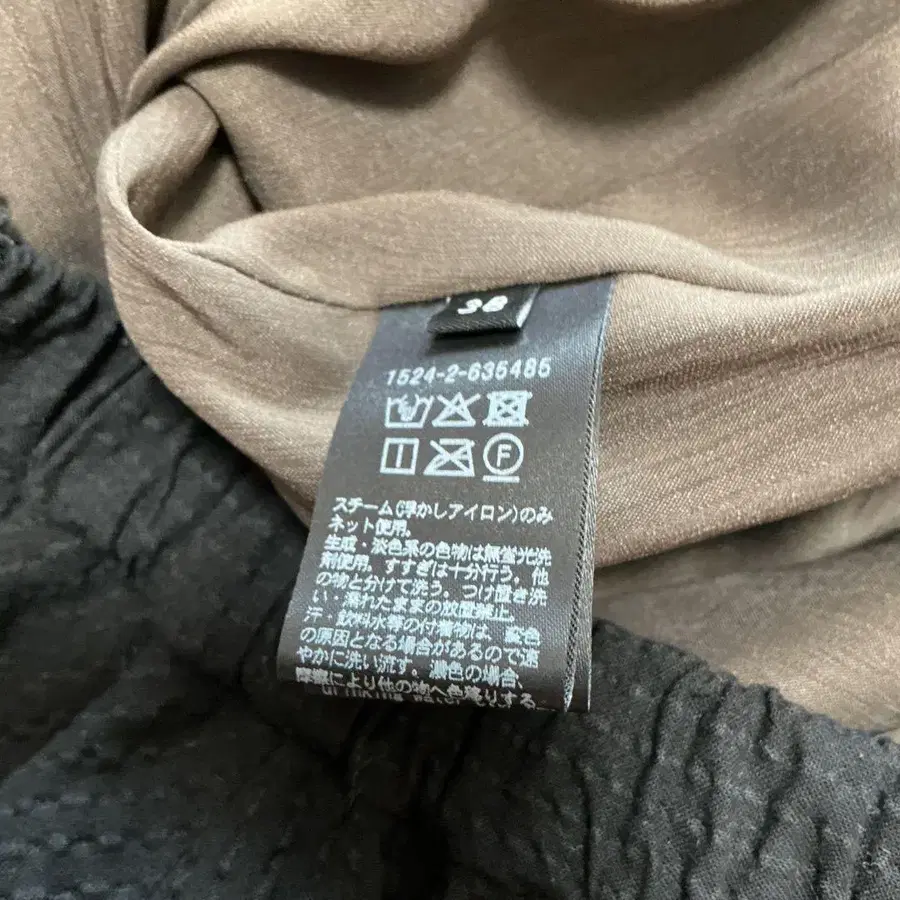 38
1524-2-635485
F
スチーム(浮かしアイロン)のみ
ネット使用。
生成・淡色系の色物は無蛍光洗
剤使用。すすぎは十分行う。他
の物と分けて洗う。つけ置き洗
い・濡れたままの放置禁止。
汗・飲料水等の付着物は、変色
の原因となる場合があるので速
やかに洗い流す。濃色の場合、
摩擦により他の物へ色移りする